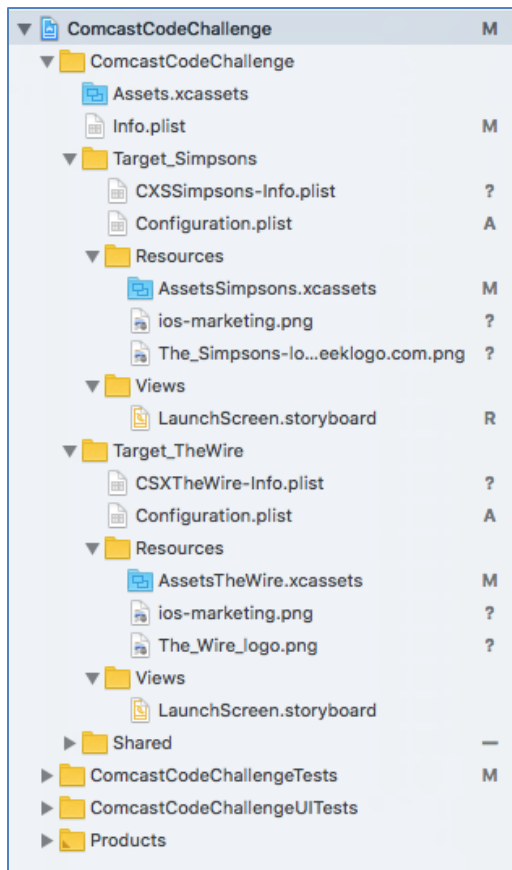 ComcastCodeChallenge M
ComcastCodeChallenge
Assets.xcassets
Info.plist M
Target_Simpsons
CXSSimpsons-Info.plist ?
Configuration.plist A
Resources
AssetsSimpsons.xcassets M
ios-marketing.png ?
The_Simpsons-lo...eeklogo.com.png ?
Views
LaunchScreen.storyboard R
Target_TheWire
CSXTheWire-Info.plist ?
Configuration.plist A
Resources
AssetsTheWire.xcassets M
ios-marketing.png ?
The_Wire_logo.png ?
Views
LaunchScreen.storyboard
Shared —
ComcastCodeChallengeTests M
ComcastCodeChallengeUITests
Products